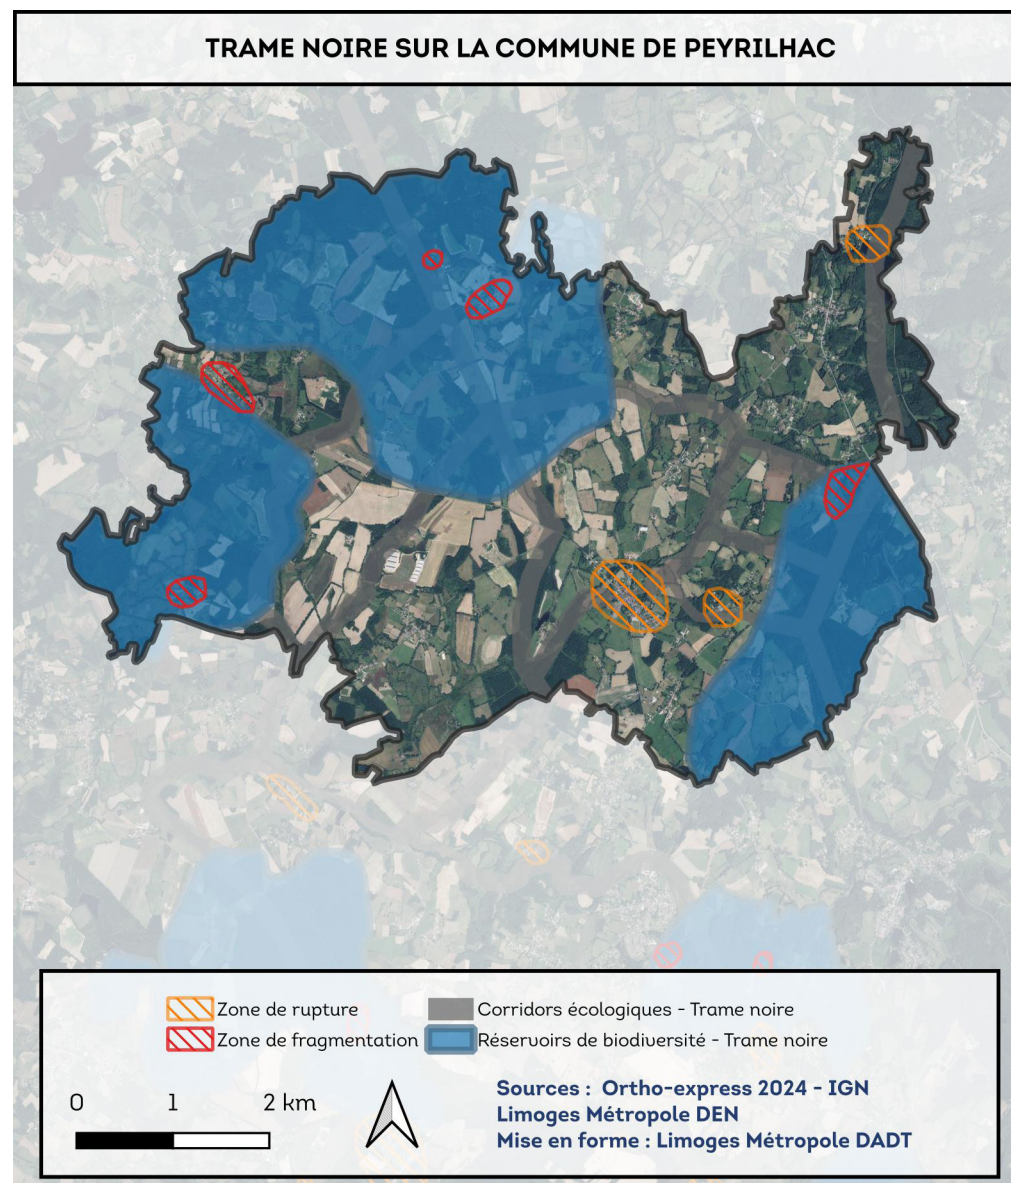 TRAME NOIRE SUR LA COMMUNE DE PEYRILHAC
Zone de rupture
Corridors écologiques - Trame noire
Zone de fragmentation
Réservoirs de biodiversité - Trame noire
0 1 2 km
Sources : Ortho-express 2024 - IGN
Limoges Métropole DEN
Mise en forme : Limoges Métropole DADT